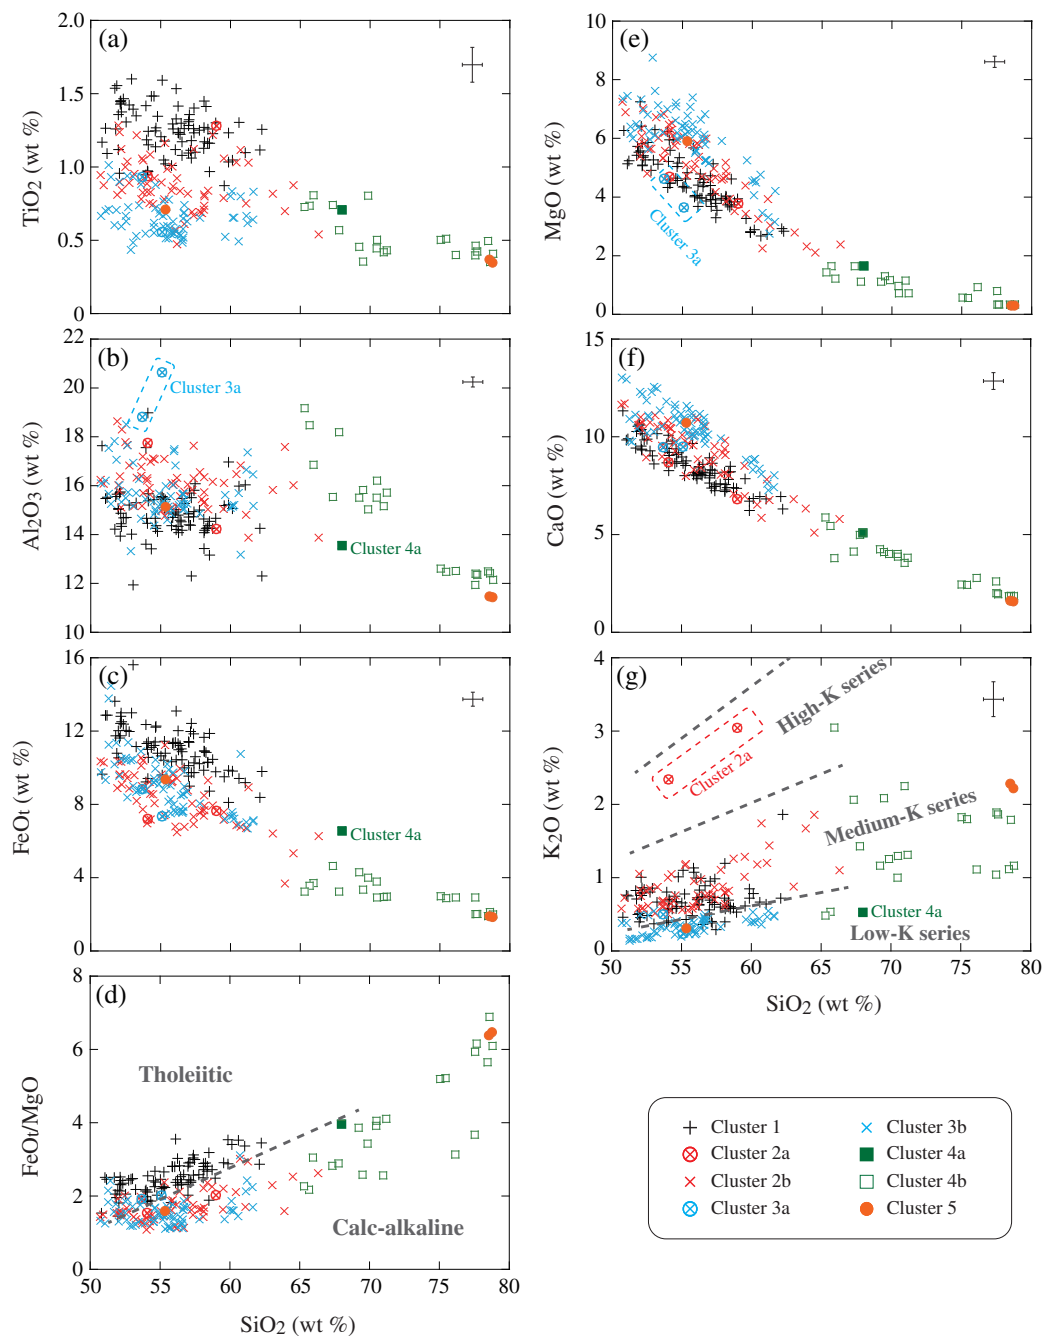 (a)
2.0
1.5
1.0
0.5
0
TiO2 (wt %)
(b)
22
20
18
16
14
12
10
Al2O3 (wt %)
Cluster 3a
Cluster 4a
(c)
16
12
8
4
0
FeOt (wt %)
Cluster 4a
(d)
8
6
4
2
0
FeOt/MgO
Tholeiitic
Calc-alkaline
50 55 60 65 70 75 80
SiO2 (wt %)
(e)
10
8
6
4
2
0
MgO (wt %)
Cluster 3a
(f)
15
10
5
0
CaO (wt %)
(g)
4
3
2
1
0
K2O (wt %)
High-K series
Cluster 2a
Medium-K series
Cluster 4a
Low-K series
50 55 60 65 70 75 80
SiO2 (wt %)
Cluster 1
Cluster 2a
Cluster 2b
Cluster 3a
Cluster 3b
Cluster 4a
Cluster 4b
Cluster 5